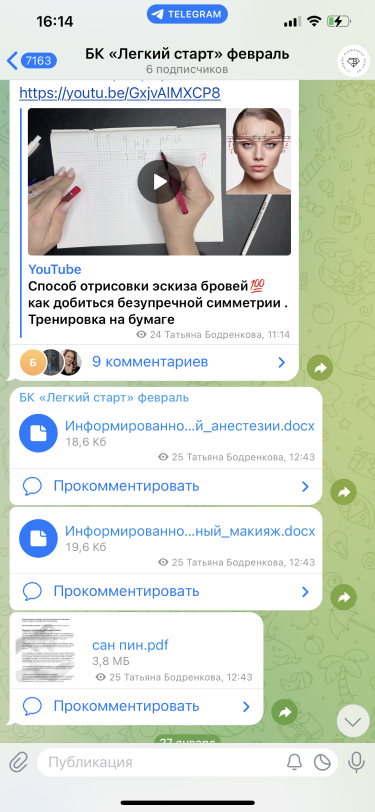 16:14
TELEGRAM
7163
БК «Легкий старт» февраль
6 подписчиков
https://youtu.be/GxjvAlMXCP8
YouTube
Способ отрисовки эскиза бровей💯
как добиться безупречной симметрии .
Тренировка на бумаге
24 Татьяна Бодренкова, 11:14
Б
9 комментариев
БК «Легкий старт» февраль
Информированно...й_анестезии.docx
18,6 Кб
25 Татьяна Бодренкова, 12:43
Прокомментировать
Информированно...ный_макияж.docx
19,6 Кб
25 Татьяна Бодренкова, 12:43
Прокомментировать
сан пин.pdf
3,8 МБ
25 Татьяна Бодренкова, 12:43
Прокомментировать
27 января
Публикация